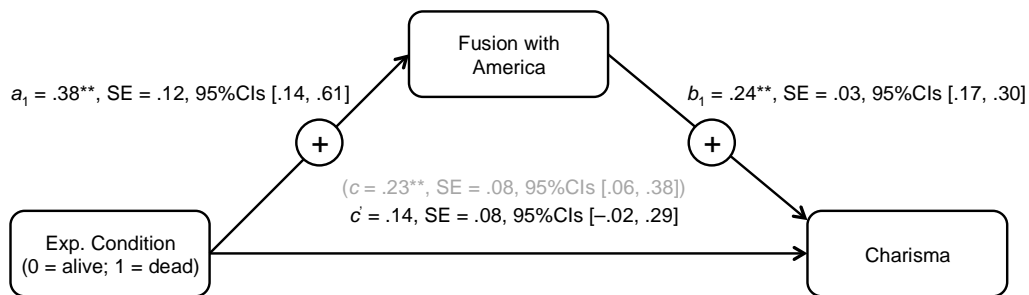 Fusion with
America
a1 = .38**, SE = .12, 95%CIs [.14, .61]
b1 = .24**, SE = .03, 95%CIs [.17, .30]
+
+
(c = .23**, SE = .08, 95%CIs [.06, .38])
c’ = .14, SE = .08, 95%CIs [–.02, .29]
Exp. Condition
(0 = alive; 1 = dead)
Charisma